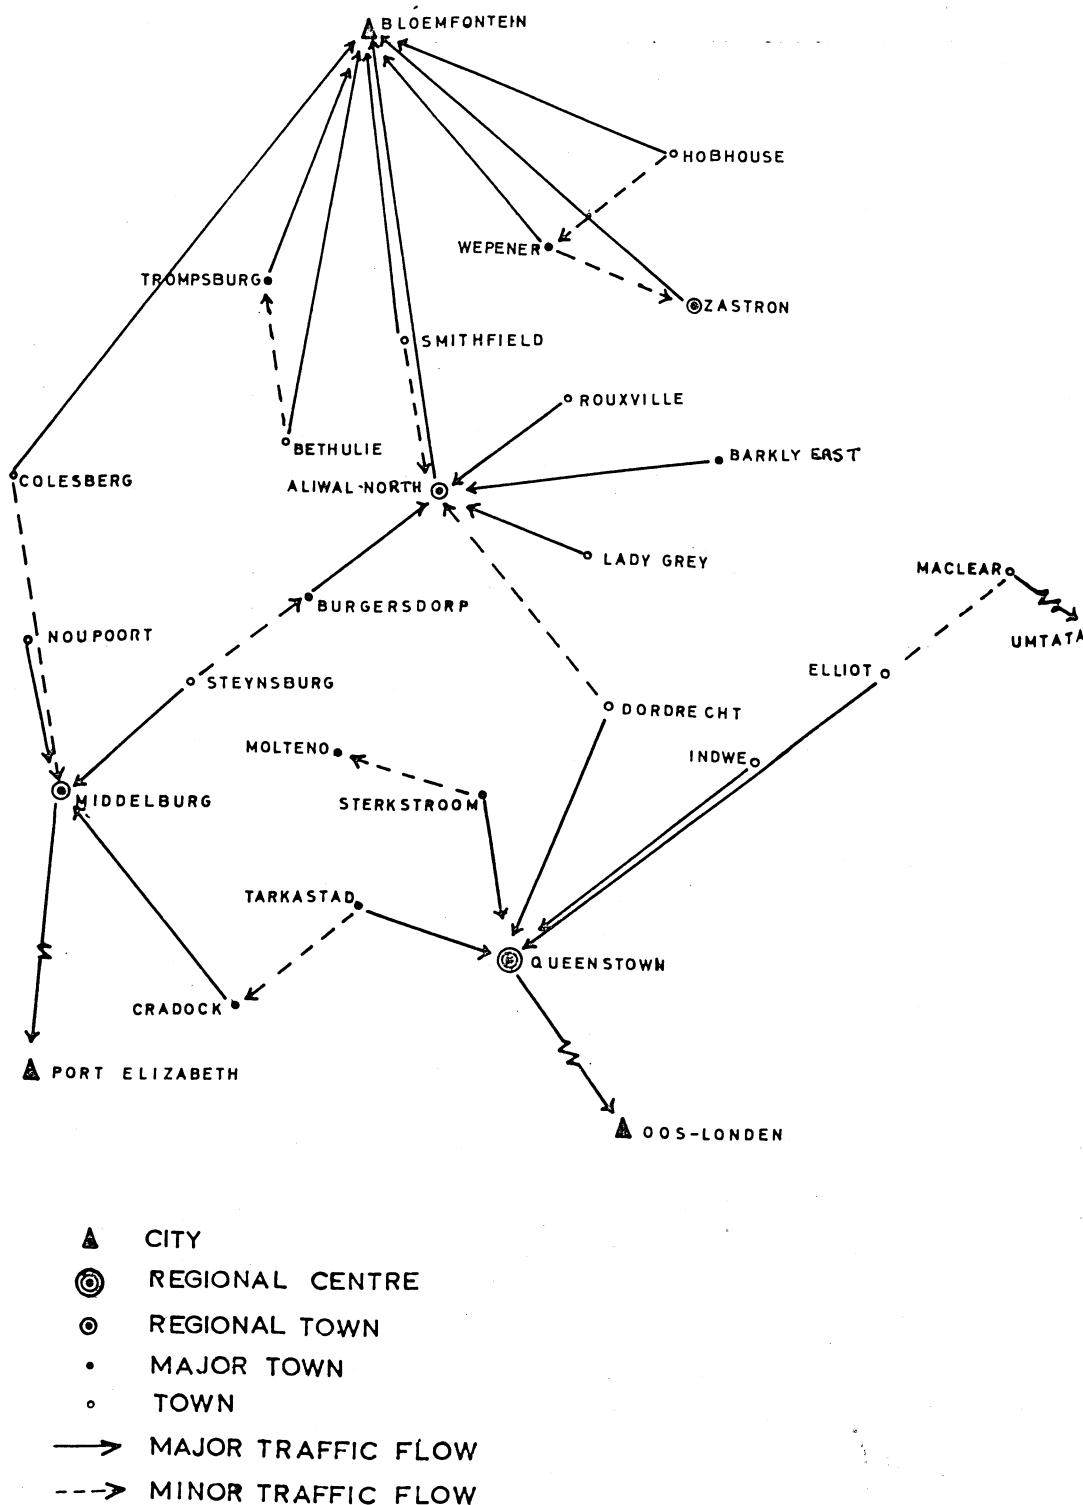 BLOEMFONTEIN
HOBHOUSE
WEPENER
TROMPSBURG
ZASTRON
SMITHFIELD
ROUXVILLE
BETHULIE
BARKLY EAST
COLESBERG
ALIWAL-NORTH
LADY GREY
MACLEAR
BURGERSDORP
NOUPOORT
UMTATA
ELLIOT
STEYNSBURG
DORDRECHT
MOLTENO
INDWE
MIDDELBURG
STERKSTROOM
TARKASTAD
QUEENSTOWN
CRADOCK
PORT ELIZABETH
OOS-LONDEN
CITY
REGIONAL CENTRE
REGIONAL TOWN
MAJOR TOWN
TOWN
MAJOR TRAFFIC FLOW
MINOR TRAFFIC FLOW